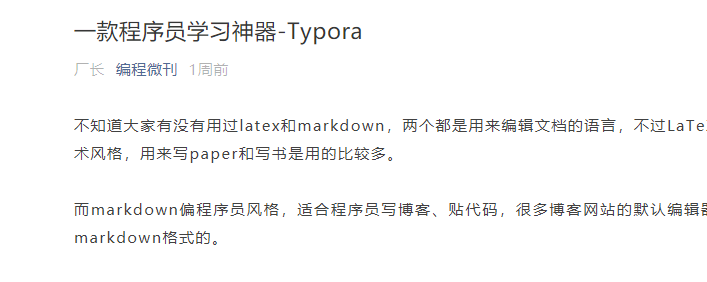 一款程序员学习神器-Typora
厂长 编程微刊 1周前
不知道大家有没有用过latex和markdown，两个都是用来编辑文档的语言，不过LaTe
术风格，用来写paper和写书是用的比较多。
而markdown偏程序员风格，适合程序员写博客、贴代码，很多博客网站的默认编辑器
markdown格式的。